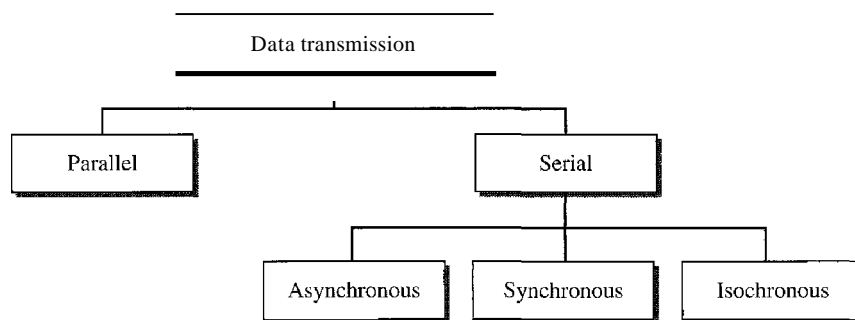 Data transmission
Parallel
Serial
Asynchronous
Synchronous
Isochronous